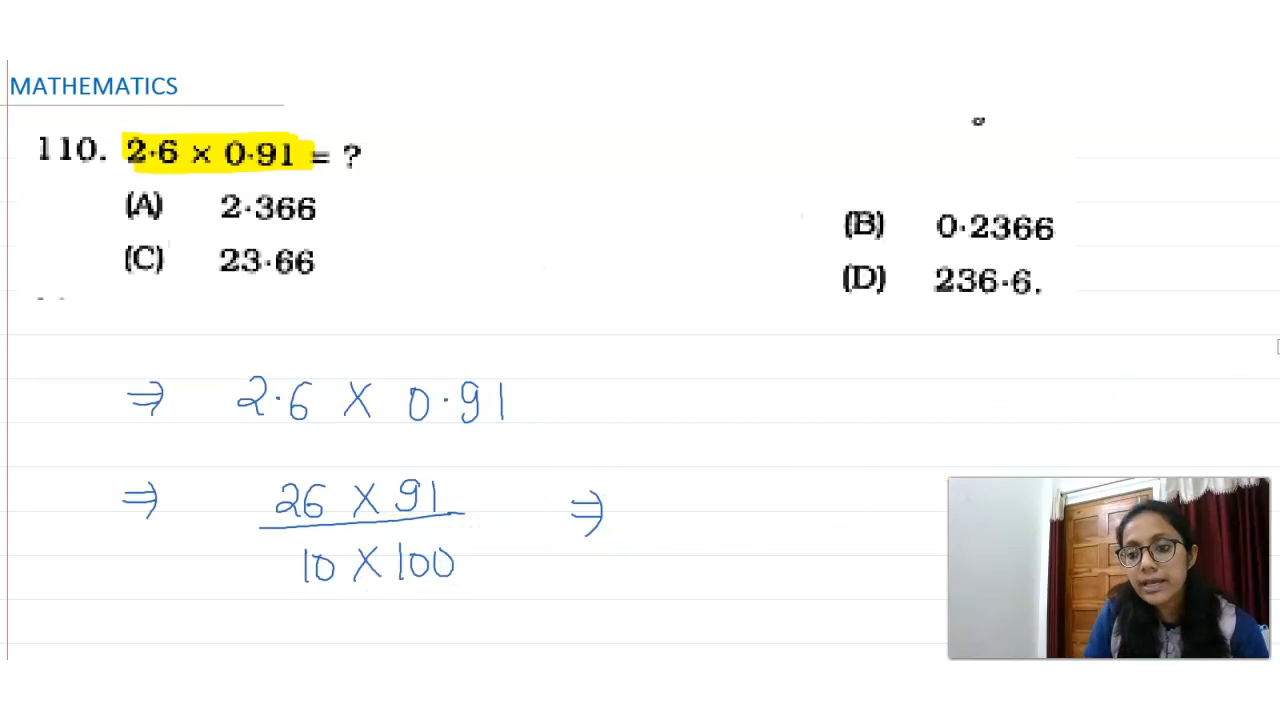 MATHEMATICS
110. 2·6 × 0·91 = ?
(A) 2·366
(B) 0·2366
(C) 23·66
(D) 236·6.
⇒ 2·6 × 0·91
⇒ 26 × 91 ⇒
10 × 100